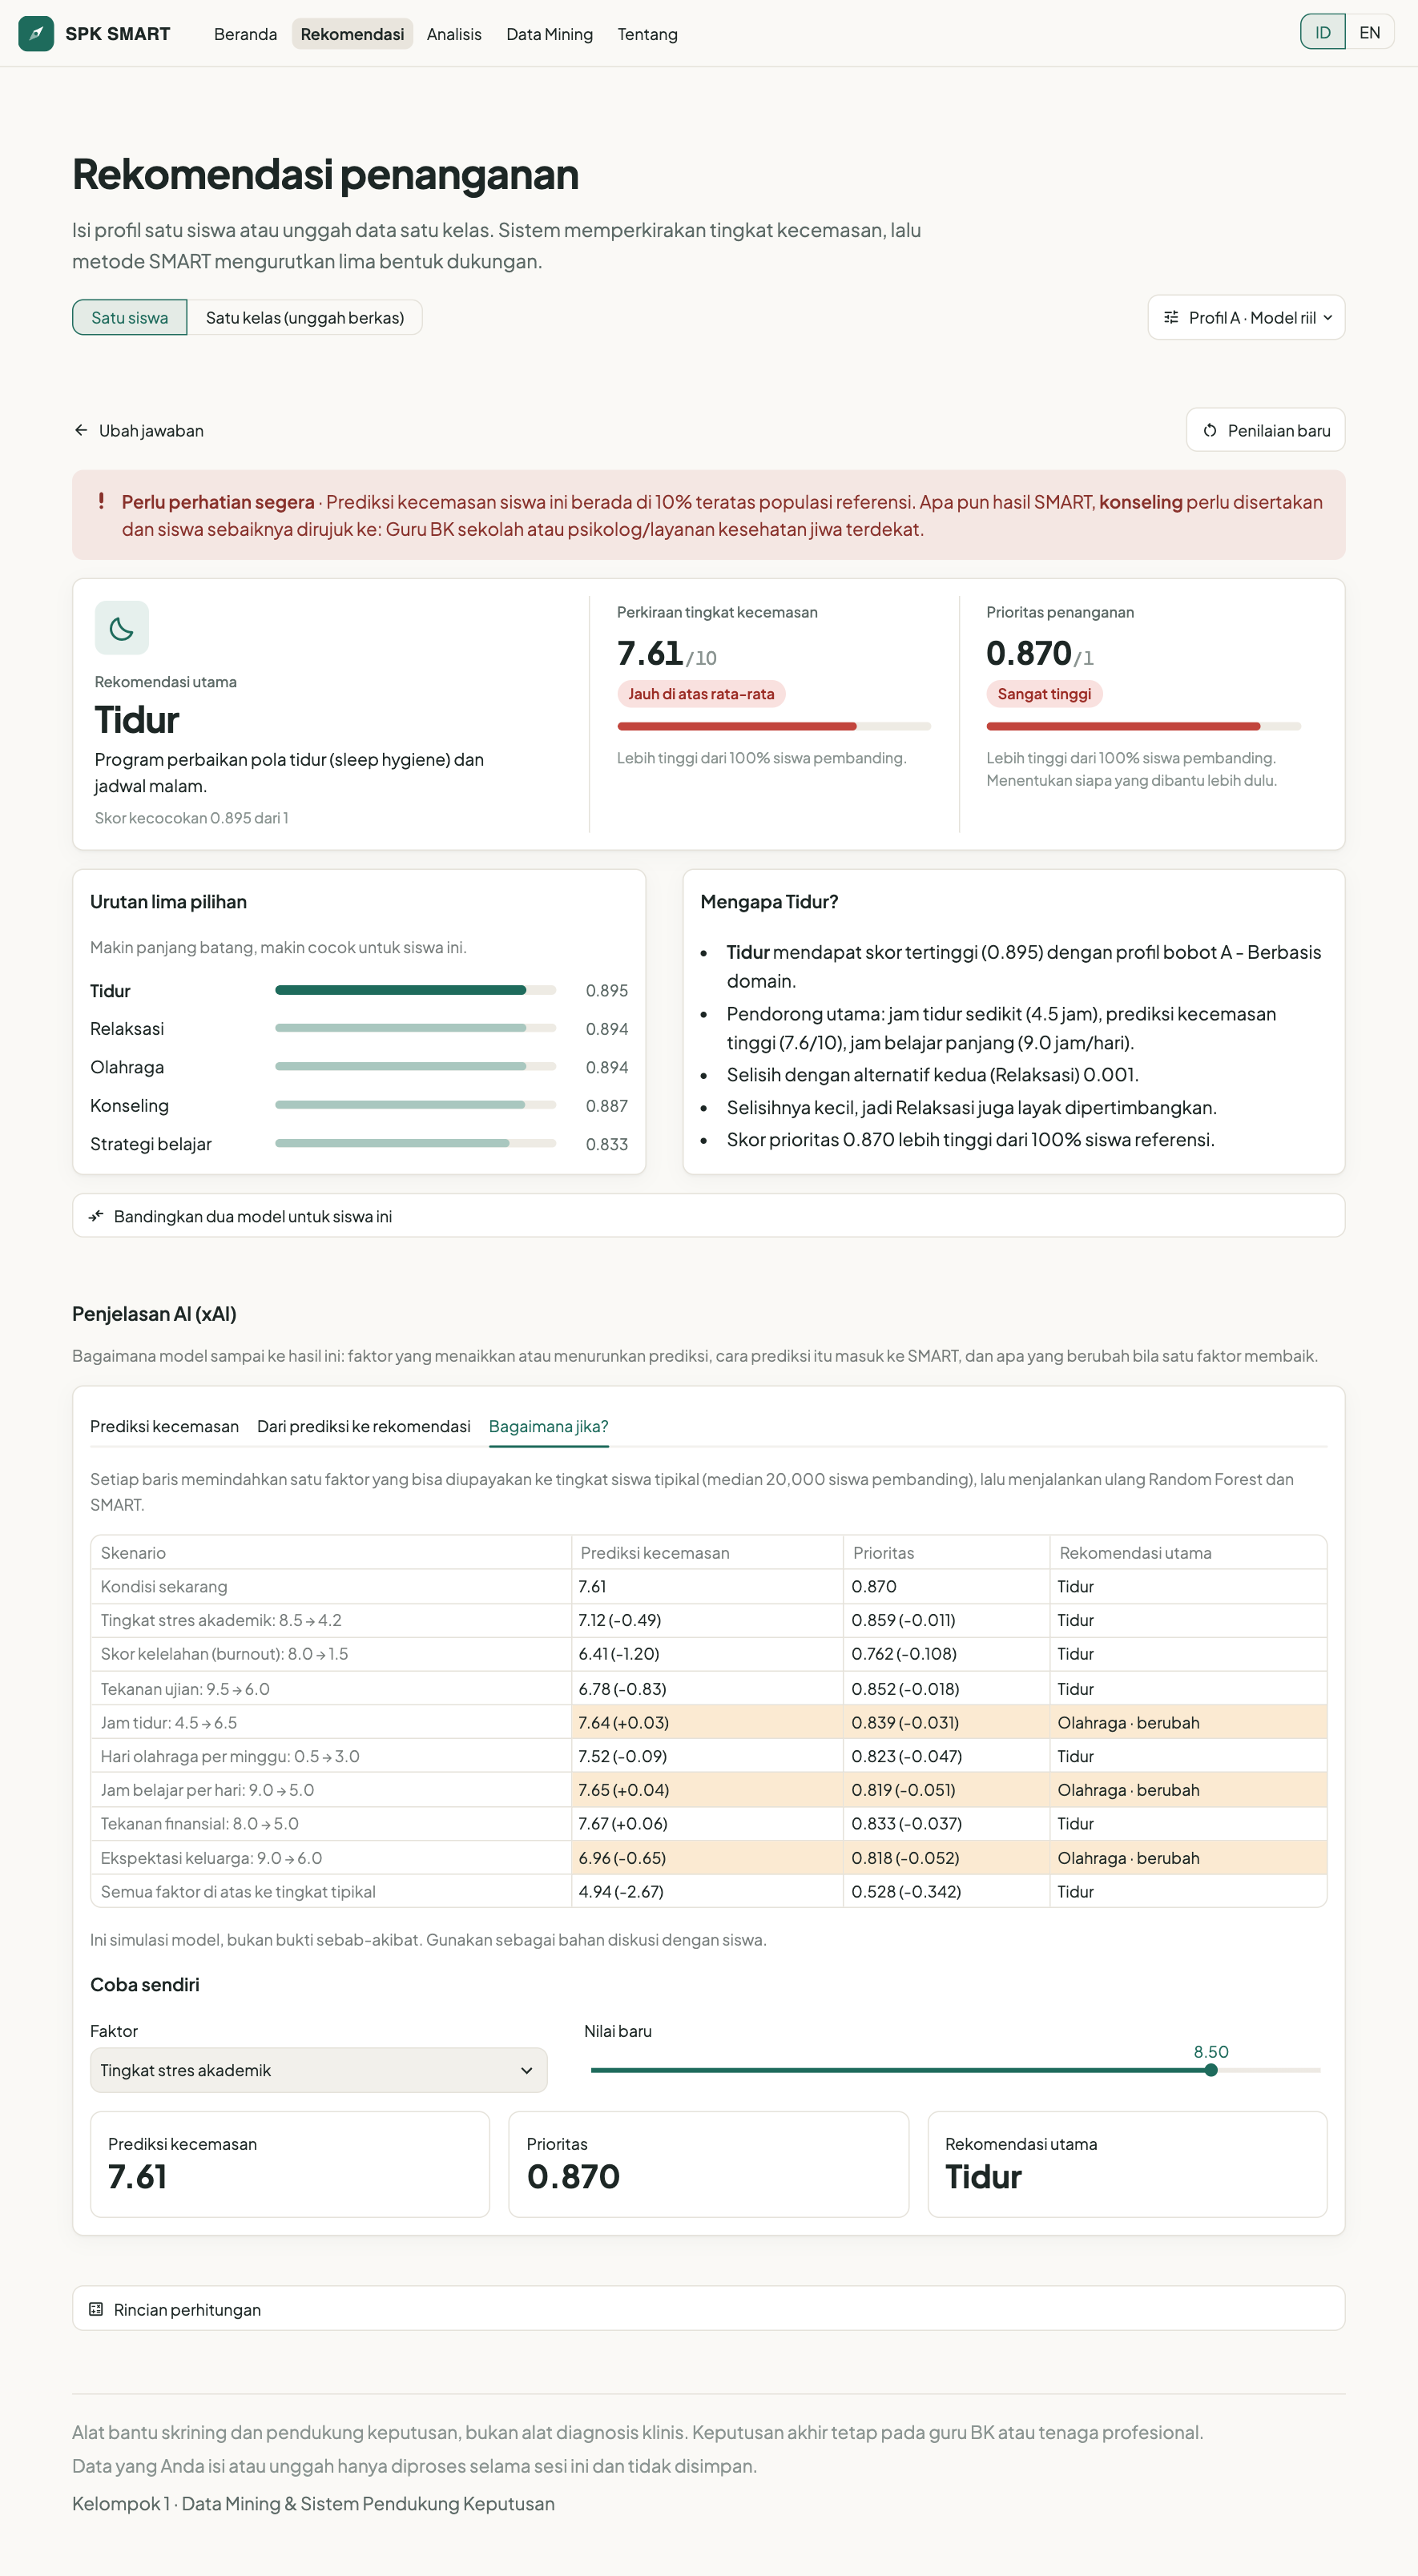 SPK SMART
Beranda
Rekomendasi
Analisis
Data Mining
Tentang
ID
EN
Rekomendasi penanganan
Isi profil satu siswa atau unggah data satu kelas. Sistem memperkirakan tingkat kecemasan, lalu
metode SMART mengurutkan lima bentuk dukungan.
Satu siswa
Satu kelas (unggah berkas)
Profil A · Model riil
Ubah jawaban
Penilaian baru
Perlu perhatian segera · Prediksi kecemasan siswa ini berada di 10% teratas populasi referensi. Apa pun hasil SMART, konseling perlu disertakan
dan siswa sebaiknya dirujuk ke: Guru BK sekolah atau psikolog/layanan kesehatan jiwa terdekat.
Rekomendasi utama
Tidur
Program perbaikan pola tidur (sleep hygiene) dan
jadwal malam.
Skor kecocokan 0.895 dari 1
Perkiraan tingkat kecemasan
7.61/10
Jauh di atas rata-rata
Lebih tinggi dari 100% siswa pembanding.
Prioritas penanganan
0.870/1
Sangat tinggi
Lebih tinggi dari 100% siswa pembanding.
Menentukan siapa yang dibantu lebih dulu.
Urutan lima pilihan
Makin panjang batang, makin cocok untuk siswa ini.
Tidur 0.895
Relaksasi 0.894
Olahraga 0.894
Konseling 0.887
Strategi belajar 0.833
Mengapa Tidur?
• Tidur mendapat skor tertinggi (0.895) dengan profil bobot A - Berbasis
domain.
• Pendorong utama: jam tidur sedikit (4.5 jam), prediksi kecemasan
tinggi (7.6/10), jam belajar panjang (9.0 jam/hari).
• Selisih dengan alternatif kedua (Relaksasi) 0.001.
• Selisihnya kecil, jadi Relaksasi juga layak dipertimbangkan.
• Skor prioritas 0.870 lebih tinggi dari 100% siswa referensi.
Bandingkan dua model untuk siswa ini
Penjelasan AI (xAI)
Bagaimana model sampai ke hasil ini: faktor yang menaikkan atau menurunkan prediksi, cara prediksi itu masuk ke SMART, dan apa yang berubah bila satu faktor membaik.
Prediksi kecemasan
Dari prediksi ke rekomendasi
Bagaimana jika?
Setiap baris memindahkan satu faktor yang bisa diupayakan ke tingkat siswa tipikal (median 20,000 siswa pembanding), lalu menjalankan ulang Random Forest dan
SMART.
Skenario Prediksi kecemasan Prioritas Rekomendasi utama
Kondisi sekarang 7.61 0.870 Tidur
Tingkat stres akademik: 8.5 → 4.2 7.12 (-0.49) 0.859 (-0.011) Tidur
Skor kelelahan (burnout): 8.0 → 1.5 6.41 (-1.20) 0.762 (-0.108) Tidur
Tekanan ujian: 9.5 → 6.0 6.78 (-0.83) 0.852 (-0.018) Tidur
Jam tidur: 4.5 → 6.5 7.64 (+0.03) 0.839 (-0.031) Olahraga · berubah
Hari olahraga per minggu: 0.5 → 3.0 7.52 (-0.09) 0.823 (-0.047) Tidur
Jam belajar per hari: 9.0 → 5.0 7.65 (+0.04) 0.819 (-0.051) Olahraga · berubah
Tekanan finansial: 8.0 → 5.0 7.67 (+0.06) 0.833 (-0.037) Tidur
Ekspektasi keluarga: 9.0 → 6.0 6.96 (-0.65) 0.818 (-0.052) Olahraga · berubah
Semua faktor di atas ke tingkat tipikal 4.94 (-2.67) 0.528 (-0.342) Tidur
Ini simulasi model, bukan bukti sebab-akibat. Gunakan sebagai bahan diskusi dengan siswa.
Coba sendiri
Faktor
Tingkat stres akademik
Nilai baru
8.50
Prediksi kecemasan
7.61
Prioritas
0.870
Rekomendasi utama
Tidur
Rincian perhitungan
Alat bantu skrining dan pendukung keputusan, bukan alat diagnosis klinis. Keputusan akhir tetap pada guru BK atau tenaga profesional.
Data yang Anda isi atau unggah hanya diproses selama sesi ini dan tidak disimpan.
Kelompok 1 · Data Mining & Sistem Pendukung Keputusan